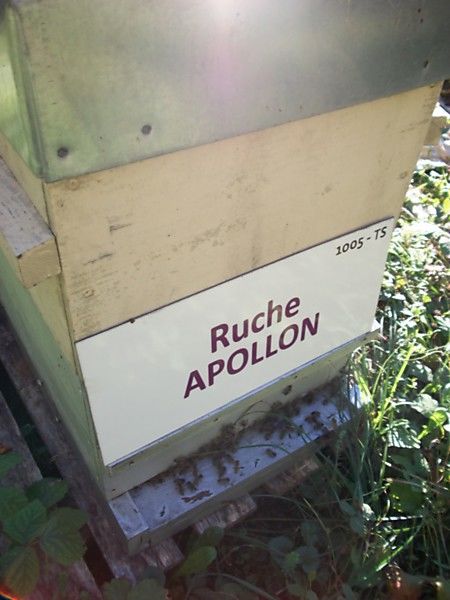 1005 - TS
Ruche
APOLLON